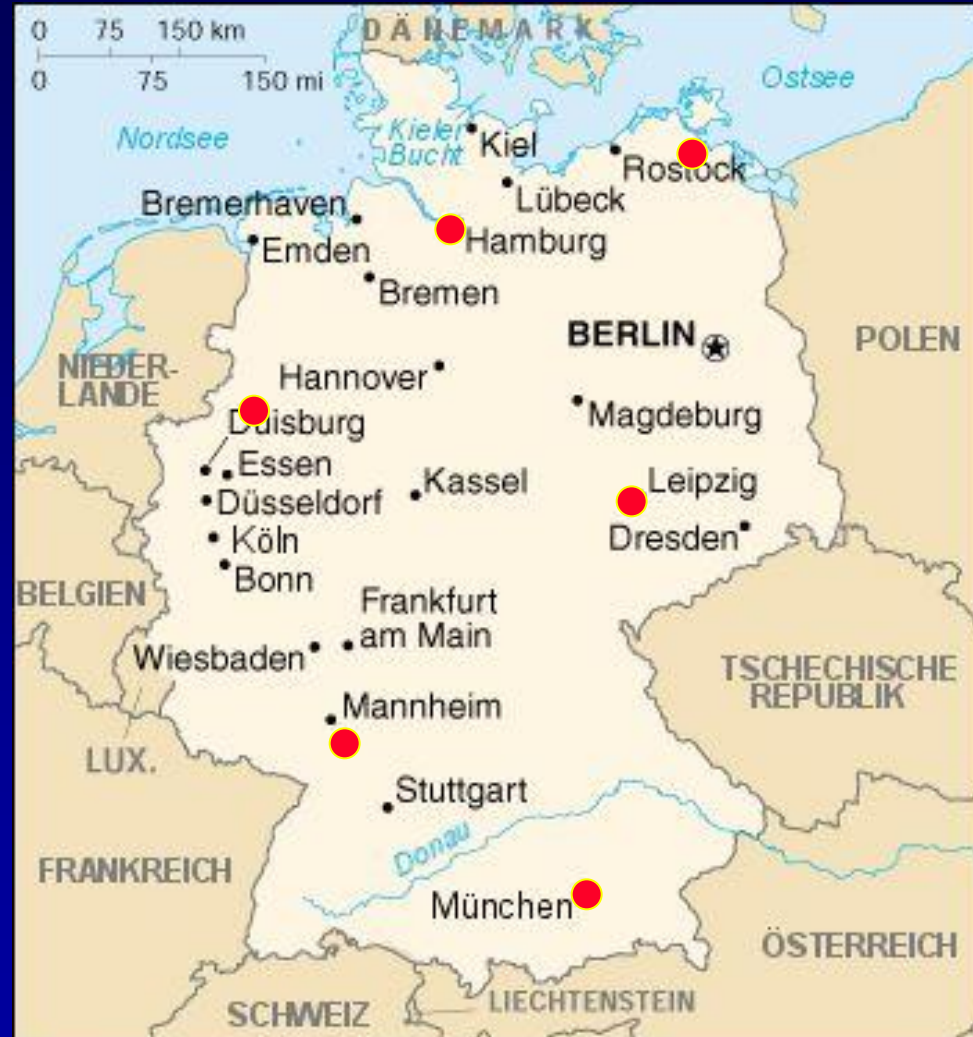 0 75 150 km
0 75 150 mi
DÄNEMARK
Ostsee
Nordsee
Kieler
Bucht
Kiel
Rostock
Lübeck
Bremerhaven
Hamburg
Emden
Bremen
BERLIN
POLEN
NIEDER-
LANDE
Hannover
Magdeburg
Duisburg
Essen
Kassel
Leipzig
Düsseldorf
Dresden
Köln
Bonn
BELGIEN
Frankfurt
am Main
Wiesbaden
TSCHECHISCHE
REPUBLIK
Mannheim
LUX.
Stuttgart
Donau
FRANKREICH
München
ÖSTERREICH
LIECHTENSTEIN
SCHWEIZ